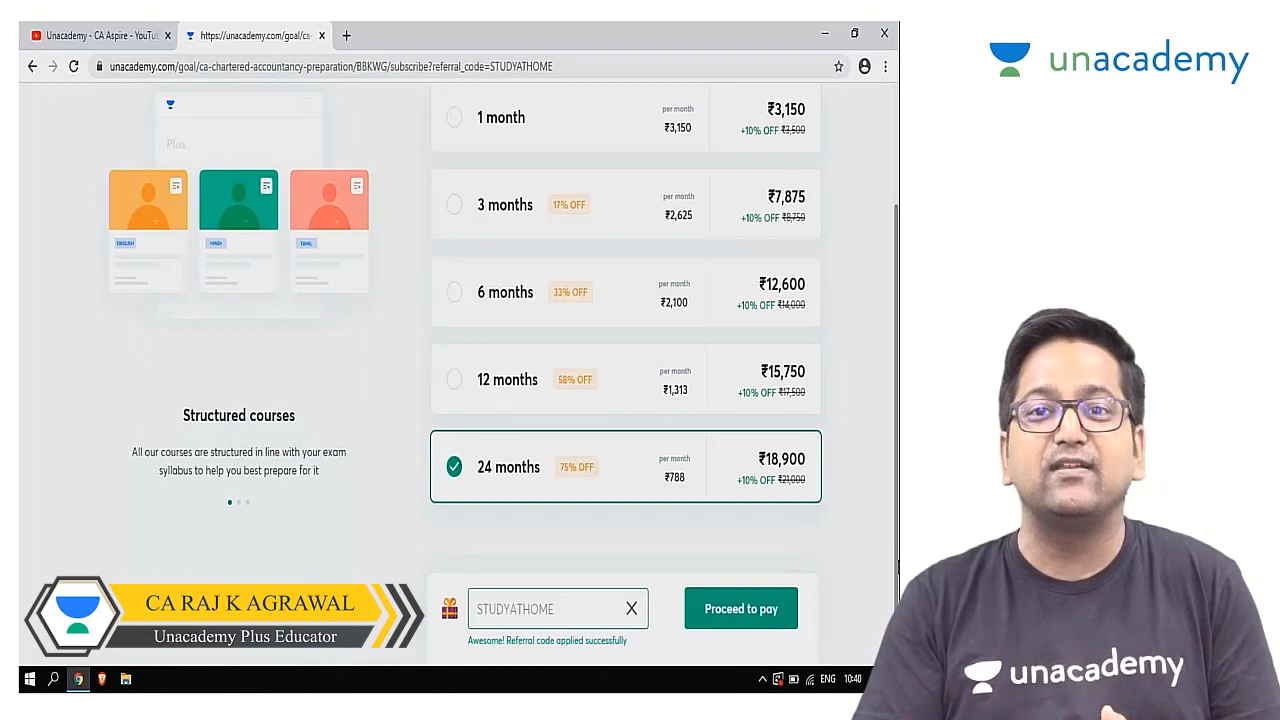 Unacademy - CA Aspire - YouTu
https://unacademy.com/goal/ca-
unacademy.com/goal/ca-chartered-accountancy-preparation/BBKWG/subscribe?referral_code=STUDYATHOME
unacademy
Plus
ENGLISH
HINDI
TAMIL
Structured courses
All our courses are structured in line with your exam
syllabus to help you best prepare for it
1 month
per month
₹3,150
₹3,150
+10% OFF ₹3,500
3 months 17% OFF
per month
₹2,625
₹7,875
+10% OFF ₹8,750
6 months 33% OFF
per month
₹2,100
₹12,600
+10% OFF ₹14,000
12 months 58% OFF
per month
₹1,313
₹15,750
+10% OFF ₹17,500
24 months 75% OFF
per month
₹788
₹18,900
+10% OFF ₹21,000
STUDYATHOME X
Awesome! Referral code applied successfully
Proceed to pay
CA RAJ K AGRAWAL
Unacademy Plus Educator
ENG 10:40
unacademy